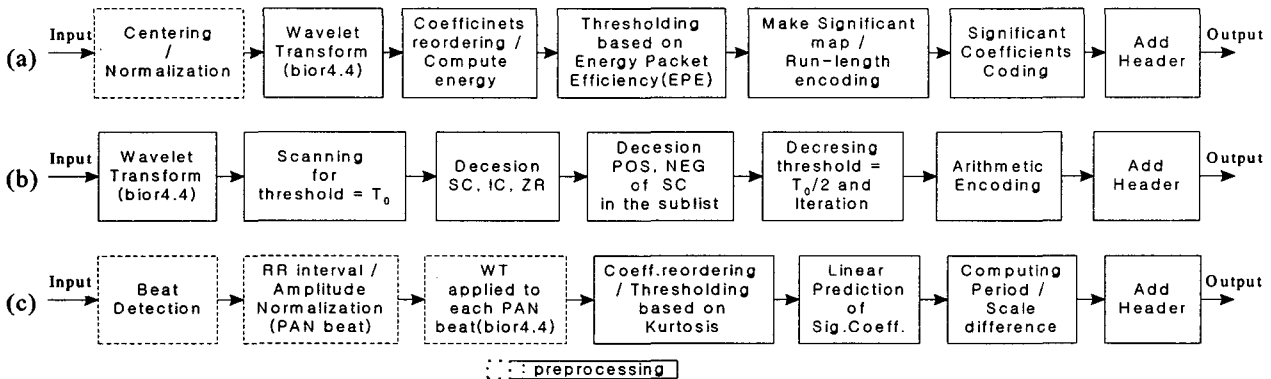 (a)
Input
Centering
/
Normalization
Wavelet
Transform
(bior4.4)
Coefficinets
reordering /
Compute
energy
Thresholding
based on
Energy Packet
Efficiency(EPE)
Make Significant
map /
Run-length
encoding
Significant
Coefficients
Coding
Add
Header
Output
(b)
Input
Wavelet
Transform
(bior4.4)
Scanning
for
threshold = T0
Decesion
SC, IC, ZR
Decesion
POS, NEG
of SC
in the sublist
Decresing
threshold =
T0/2 and
Iteration
Arithmetic
Encoding
Add
Header
Output
(c)
Input
Beat
Detection
RR interval /
Amplitude
Normalization
(PAN beat)
WT
applied to
each PAN
beat(bior4.4)
Coeff.reordering
/ Thresholding
based on
Kurtosis
Linear
Prediction
of
Sig.Coeff.
Computing
Period /
Scale
difference
Add
Header
Output
: preprocessing